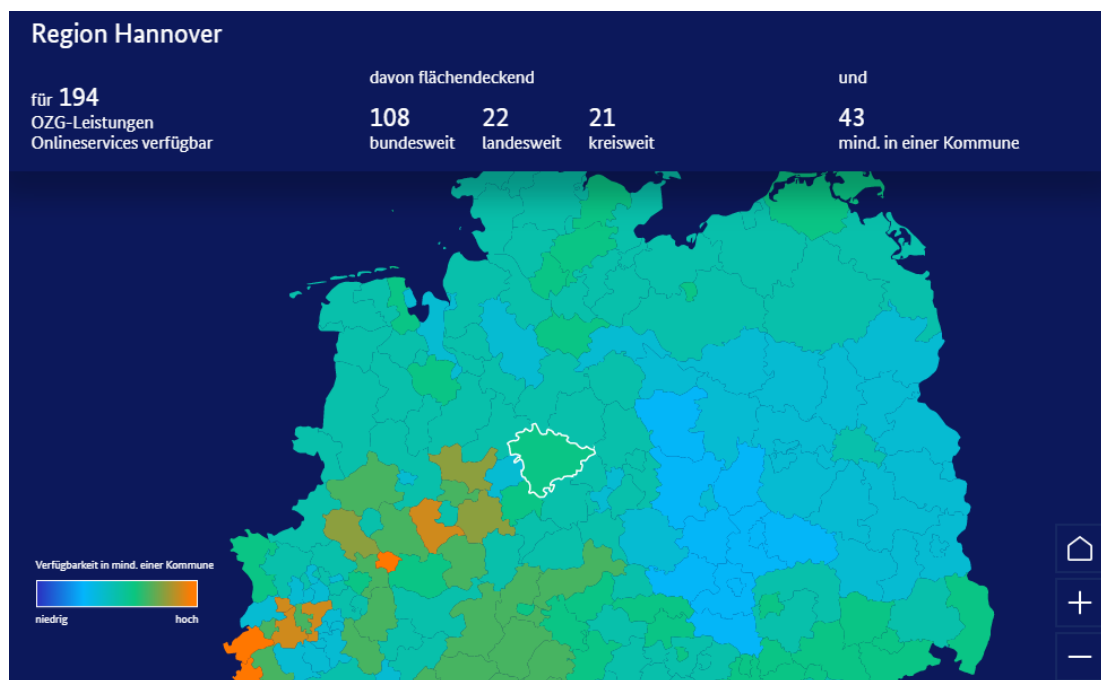 Region Hannover
für 194
OZG-Leistungen
Onlineservices verfügbar
davon flächendeckend
108
bundesweit
22
landesweit
21
kreisweit
und
43
mind. in einer Kommune
Verfügbarkeit in mind. einer Kommune
niedrig
hoch